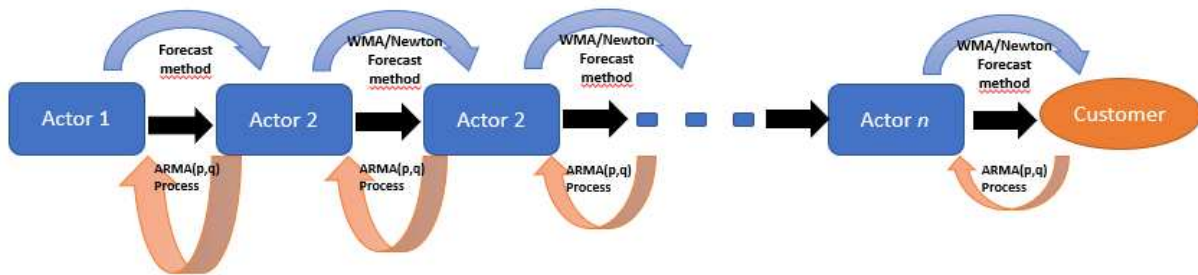 Forecast
method
WMA/Newton
Forecast
method
WMA/Newton
Forecast
method
WMA/Newton
Forecast
method
Actor 1
Actor 2
Actor 2
Actor n
Customer
ARMA(p,q)
Process
ARMA(p,q)
Process
ARMA(p,q)
Process
ARMA(p,q)
Process